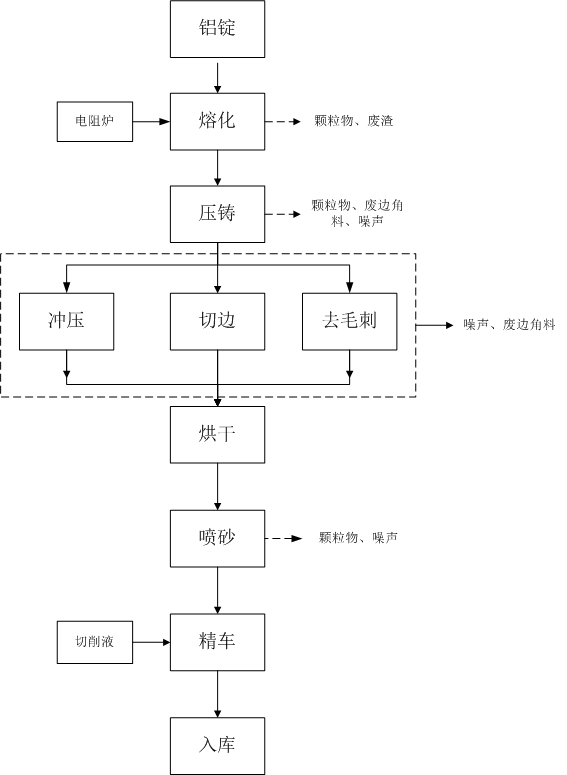 铝锭
电阻炉
熔化
颗粒物、废渣
压铸
颗粒物、废边角
料、噪声
冲压
切边
去毛刺
噪声、废边角料
烘干
喷砂
颗粒物、噪声
切削液
精车
入库